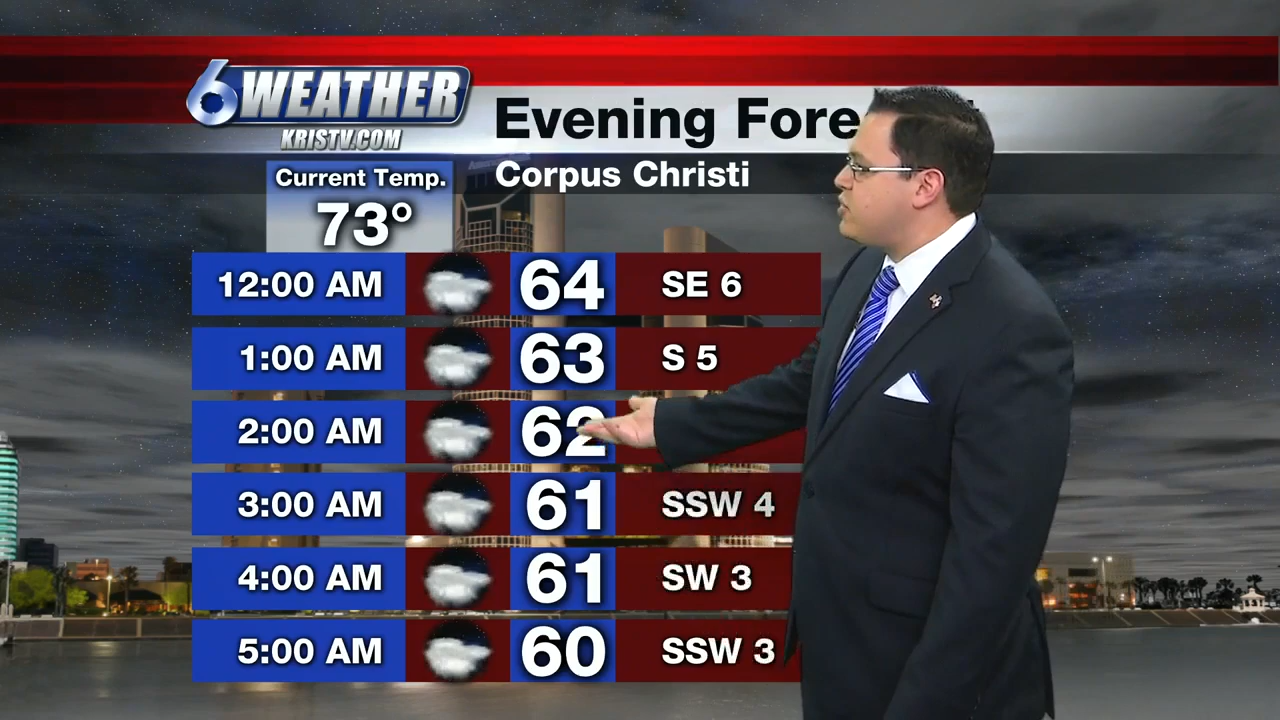 6 WEATHER
KRISTV.COM
Evening Fore
Corpus Christi
Current Temp.
73°
12:00 AM 64 SE 6
1:00 AM 63 S 5
2:00 AM 62
3:00 AM 61 SSW 4
4:00 AM 61 SW 3
5:00 AM 60 SSW 3